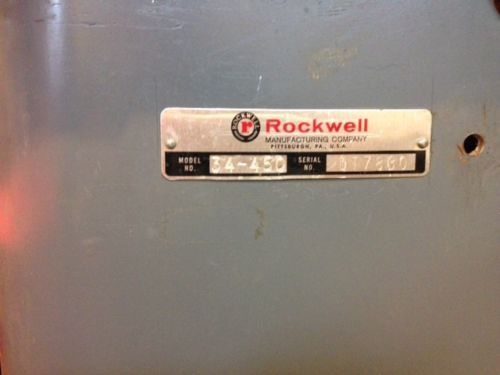 ROCKWELL
r Rockwell
MANUFACTURING COMPANY
PITTSBURGH, PA., U.S.A.
MODEL NO. 34-450 SERIAL NO.